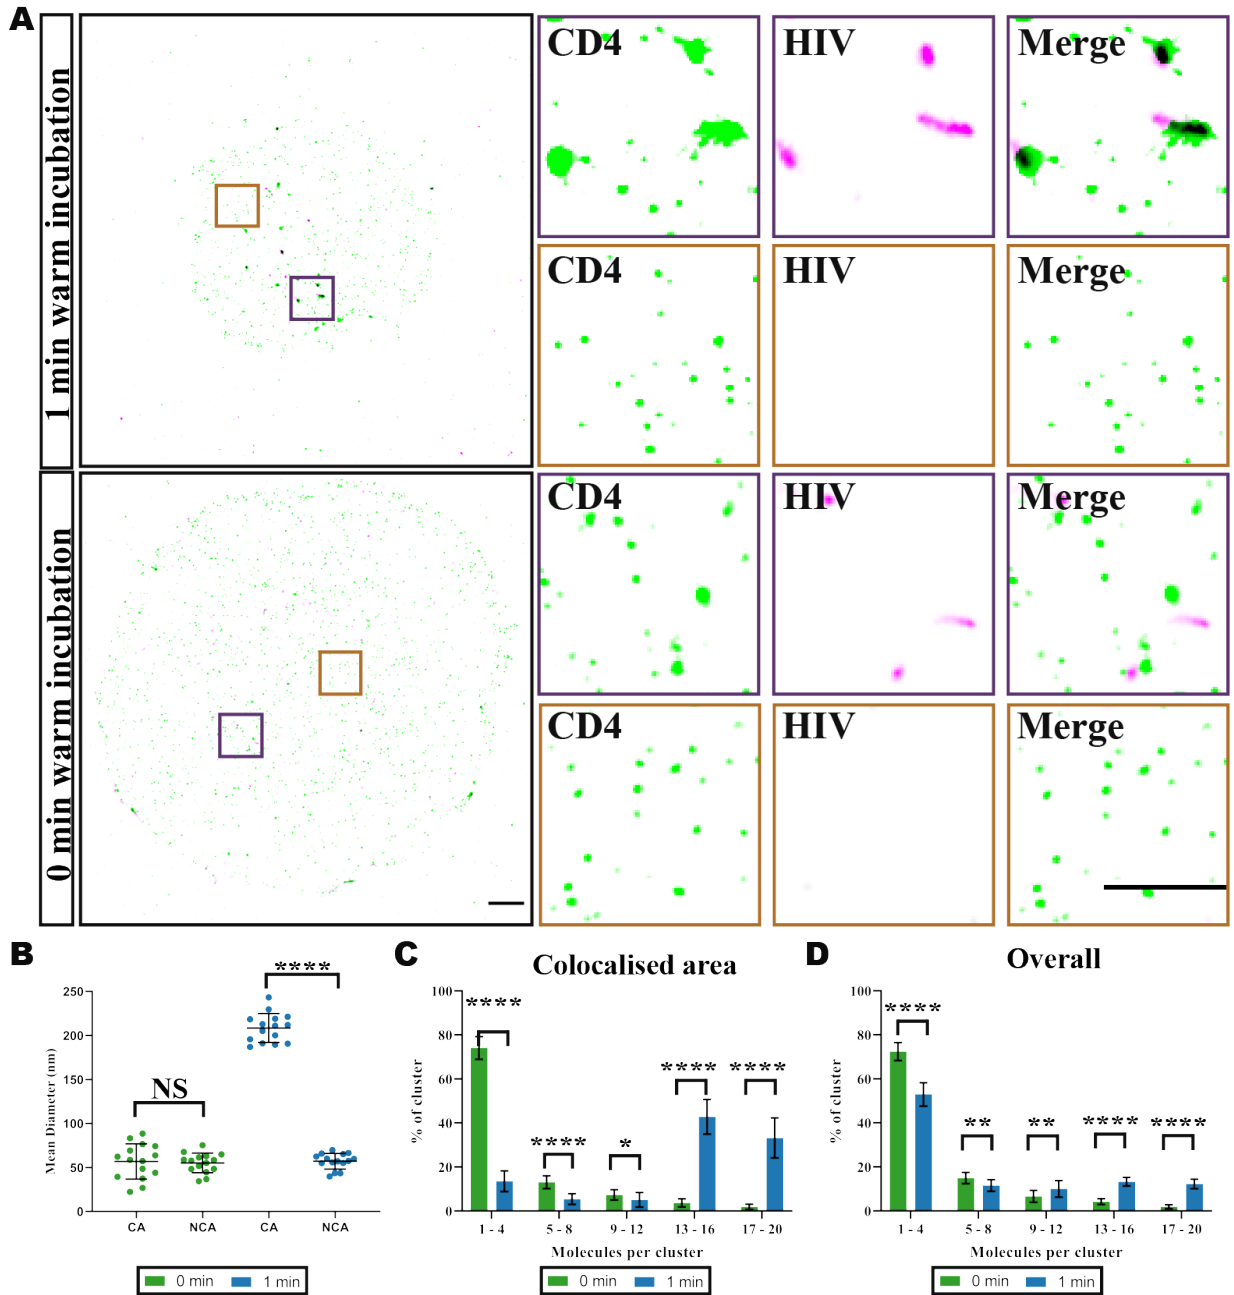 A
1 min warm incubation
CD4
HIV
Merge
CD4
HIV
Merge
0 min warm incubation
CD4
HIV
Merge
CD4
HIV
Merge
B
Mean Diameter (nm)
250
200
150
100
50
0
NS
****
CA
NCA
CA
NCA
0 min
1 min
C
Colocalised area
% of cluster
100
80
60
40
20
0
****
****
*
****
****
1 - 4
5 - 8
9 - 12
13 - 16
17 - 20
Molecules per cluster
0 min
1 min
D
Overall
% of cluster
100
80
60
40
20
0
****
**
**
****
****
1 - 4
5 - 8
9 - 12
13 - 16
17 - 20
Molecules per cluster
0 min
1 min